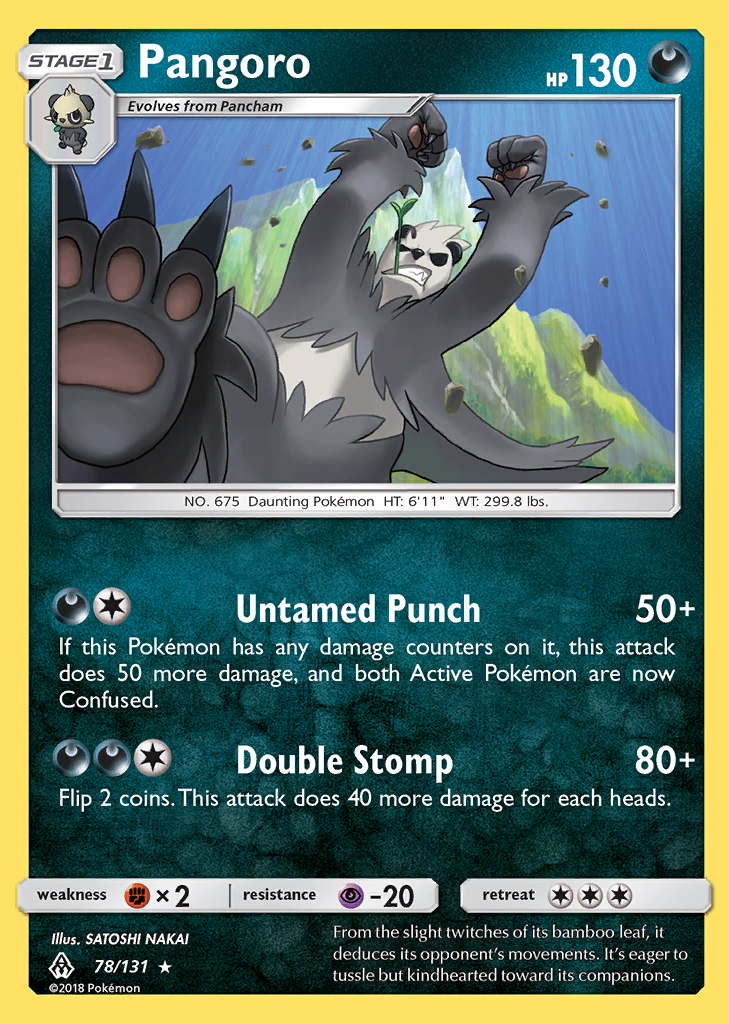 STAGE1
Pangoro
HP 130
Evolves from Pancham
NO. 675 Daunting Pokémon HT: 6'11" WT: 299.8 lbs.
Untamed Punch 50+
If this Pokémon has any damage counters on it, this attack
does 50 more damage, and both Active Pokémon are now
Confused.
Double Stomp 80+
Flip 2 coins. This attack does 40 more damage for each heads.
weakness ×2 resistance -20 retreat
Illus. SATOSHI NAKAI
78/131 ★
©2018 Pokémon
From the slight twitches of its bamboo leaf, it
deduces its opponent's movements. It's eager to
tussle but kindhearted toward its companions.